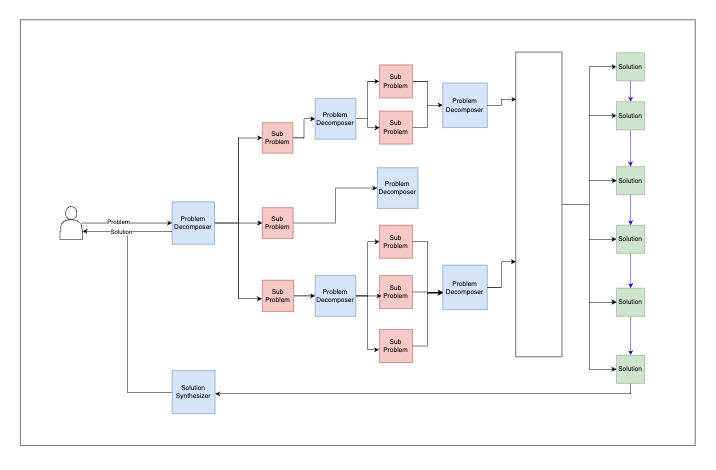 Problem
Solution
Problem
Decomposer
Sub
Problem
Sub
Problem
Sub
Problem
Problem
Decomposer
Problem
Decomposer
Problem
Decomposer
Sub
Problem
Sub
Problem
Sub
Problem
Sub
Problem
Sub
Problem
Problem
Decomposer
Problem
Decomposer
Solution
Solution
Solution
Solution
Solution
Solution
Solution
Synthesizer